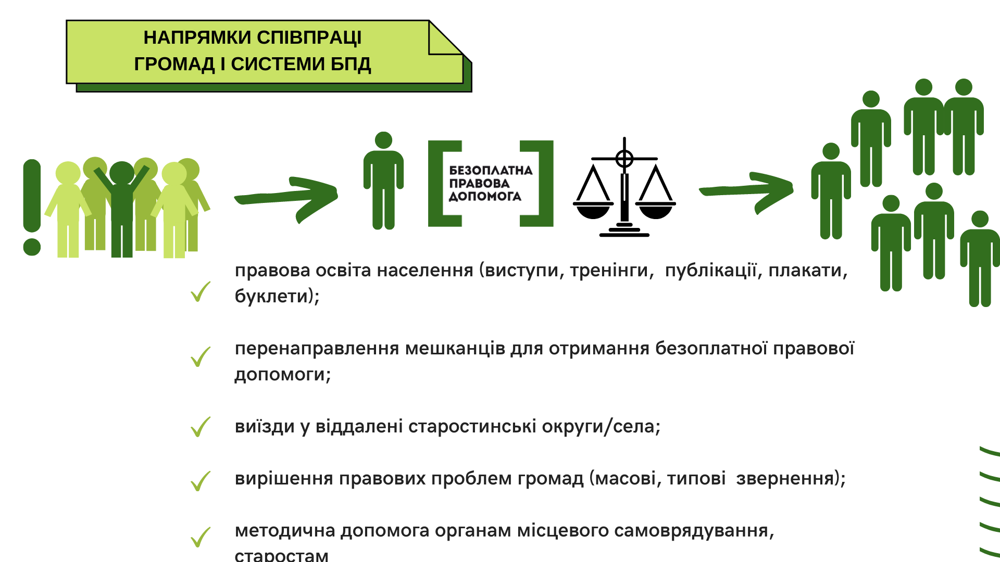 НАПРЯМКИ СПІВПРАЦІ
ГРОМАД І СИСТЕМИ БПД
БЕЗОПЛАТНА
ПРАВОВА
ДОПОМОГА
правова освіта населення (виступи, тренінги, публікації, плакати,
буклети);
перенаправлення мешканців для отримання безоплатної правової
допомоги;
виїзди у віддалені старостинські округи/села;
вирішення правових проблем громад (масові, типові звернення);
методична допомога органам місцевого самоврядування,
старостам